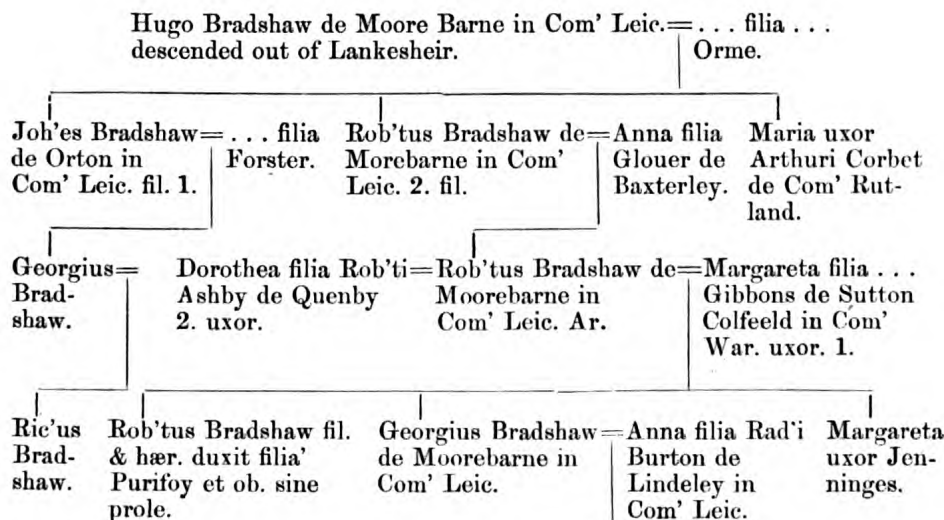 Hugo Bradshaw de Moore Barne in Com' Leic.=. . . filia . . .
descended out of Lankesheir. Orme.
Joh'es Bradshaw=. . . filia
de Orton in Forster.
Com' Leic. fil. 1.
Rob'tus Bradshaw de=Anna filia
Morebarne in Com' Glouer de
Leic. 2. fil. Baxterley.
Maria uxor
Arthuri Corbet
de Com' Rut-
land.
Georgius=
Brad-
shaw.
Dorothea filia Rob'ti=Rob'tus Bradshaw de=Margareta filia . . .
Ashby de Quenby Moorebarne in Gibbons de Sutton
2. uxor. Com' Leic. Ar. Colfeeld in Com'
War. uxor. 1.
Ric'us
Brad-
shaw.
Rob'tus Bradshaw fil.
& hær. duxit filia'
Purifoy et ob. sine
prole.
Georgius Bradshaw=Anna filia Rad'i
de Moorebarne in Burton de
Com' Leic. Lindeley in
Com' Leic.
Margareta
uxor Jen-
ninges.